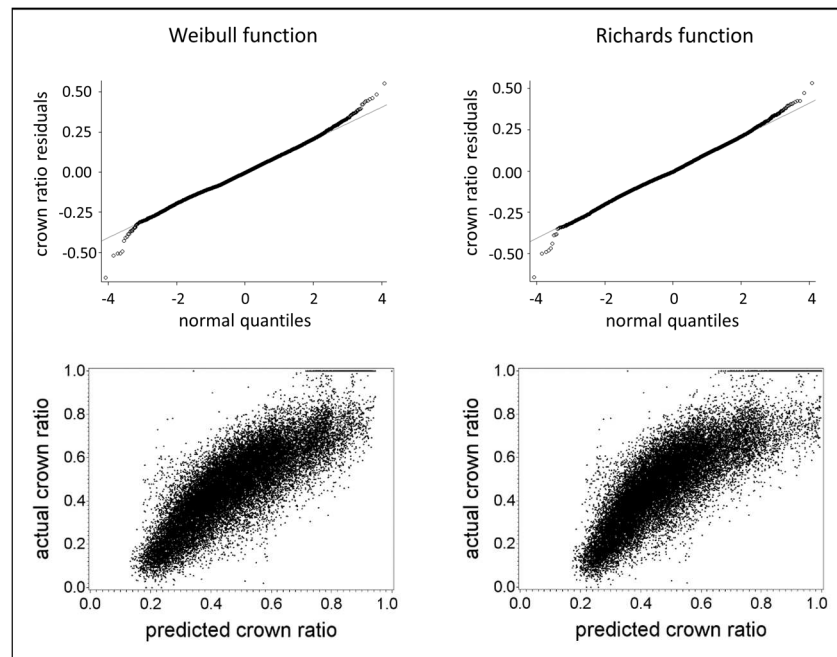 Weibull function
Richards function
crown ratio residuals
0.50
0.25
0.00
-0.25
-0.50
-4 -2 0 2 4
normal quantiles
crown ratio residuals
0.50
0.25
0.00
-0.25
-0.50
-4 -2 0 2 4
normal quantiles
actual crown ratio
1.0
0.8
0.6
0.4
0.2
0.0
0.0 0.2 0.4 0.6 0.8 1.0
predicted crown ratio
actual crown ratio
1.0
0.8
0.6
0.4
0.2
0.0
0.0 0.2 0.4 0.6 0.8 1.0
predicted crown ratio